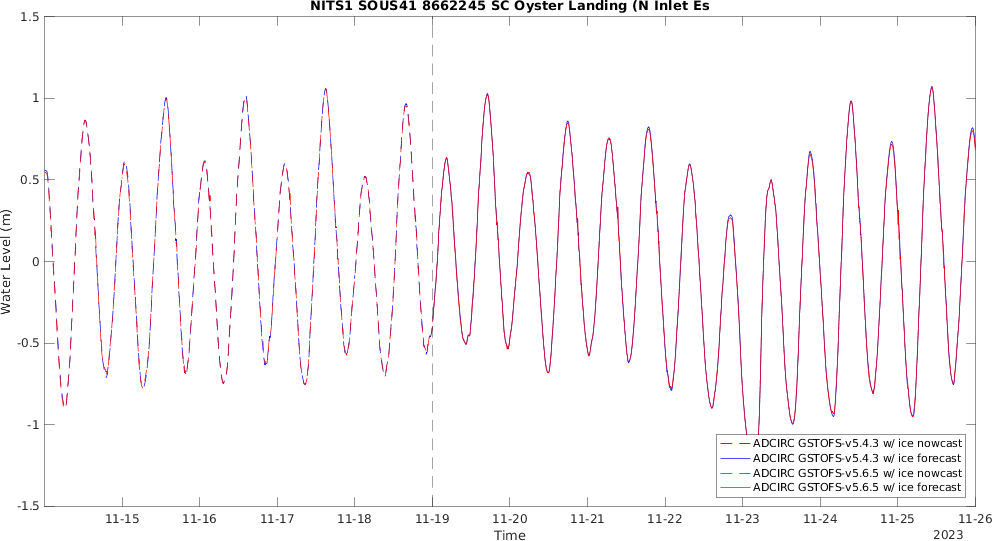 NITS1 SOUS41 8662245 SC Oyster Landing (N Inlet Es
1.5
1
0.5
0
-0.5
-1
-1.5
Water Level (m)
11-15 11-16 11-17 11-18 11-19 11-20 11-21 11-22 11-23 11-24 11-25 11-26
Time
2023
ADCIRC GSTOFS-v5.4.3 w/ ice nowcast
ADCIRC GSTOFS-v5.4.3 w/ ice forecast
ADCIRC GSTOFS-v5.6.5 w/ ice nowcast
ADCIRC GSTOFS-v5.6.5 w/ ice forecast